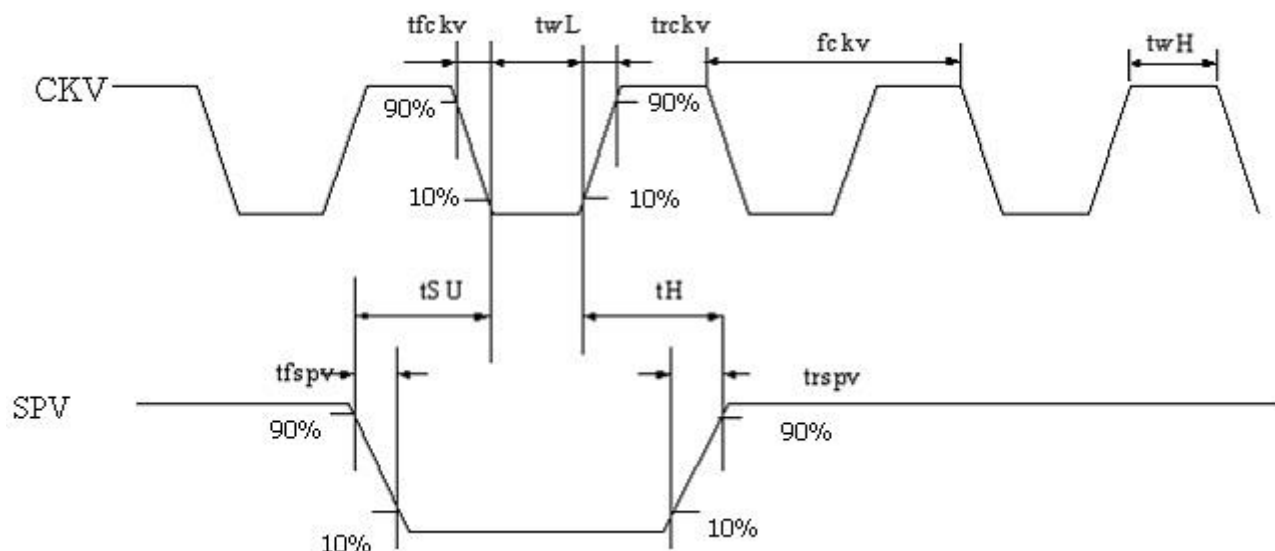 tfckv twL trckv fckv twH
CKV 90% 90%
10% 10%
tSU tH
tfspv trspv
SPV 90% 90%
10% 10%